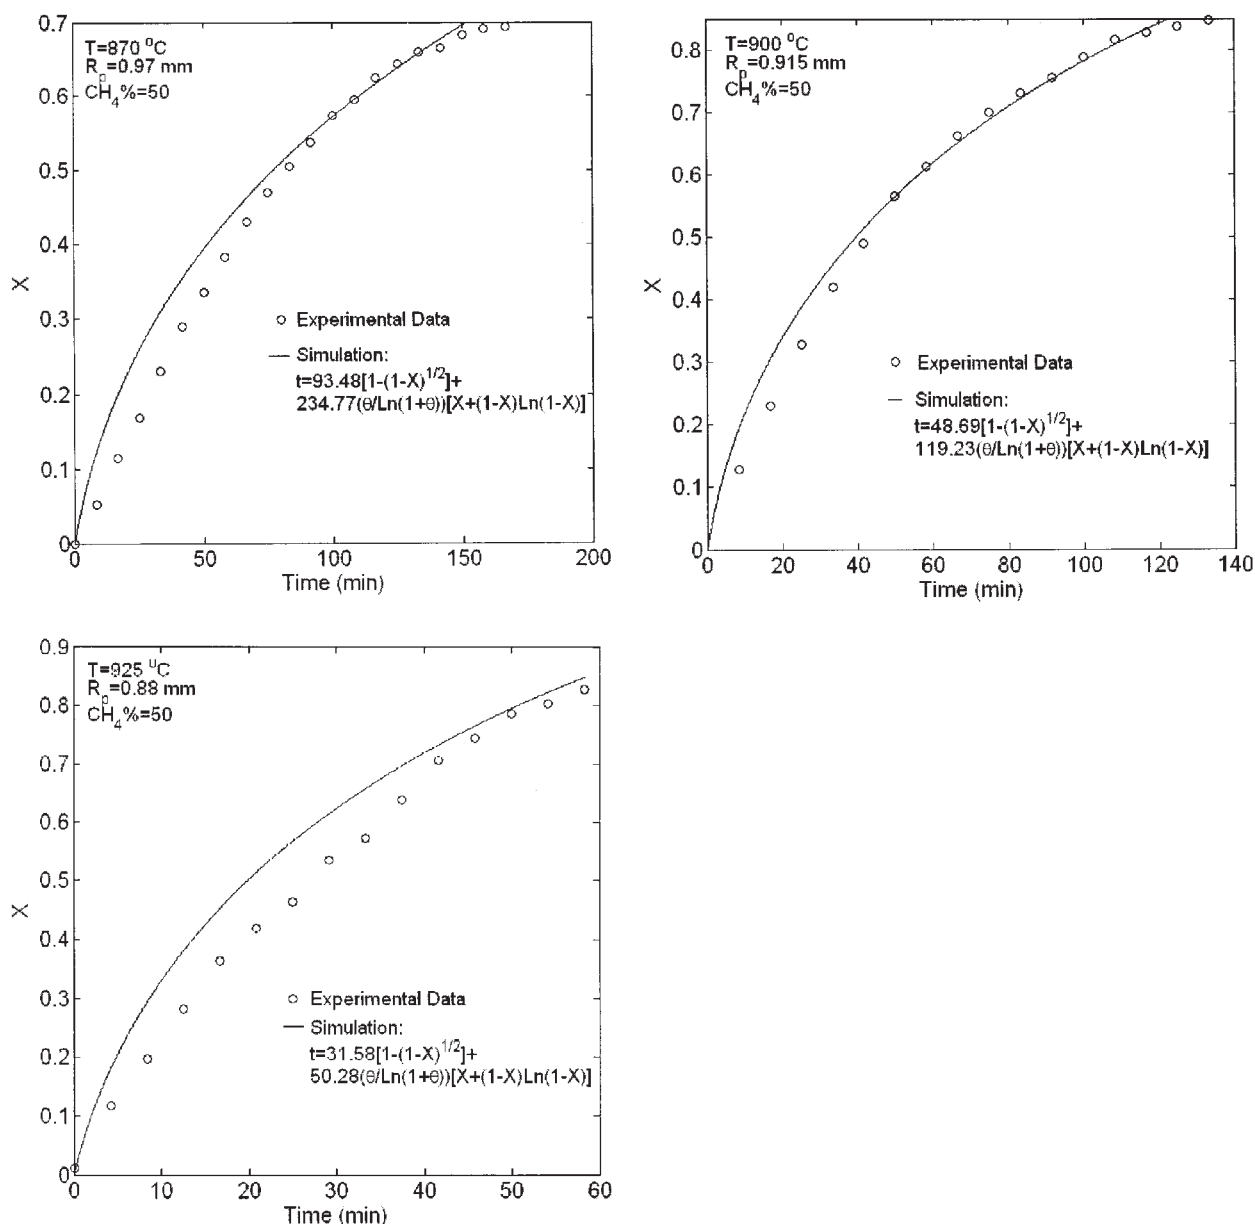 T=870 °C
R_p=0.97 mm
CH_4%=50
0.7
0.6
0.5
0.4
0.3
0.2
0.1
0
X
Experimental Data
Simulation:
t=93.48[1-(1-X)^1/2]+
234.77(θ/Ln(1+θ))[X+(1-X)Ln(1-X)]
0 50 100 150 200
Time (min)
T=900 °C
R_p=0.915 mm
CH_4%=50
0.8
0.7
0.6
0.5
0.4
0.3
0.2
0.1
0
X
Experimental Data
Simulation:
t=48.69[1-(1-X)^1/2]+
119.23(θ/Ln(1+θ))[X+(1-X)Ln(1-X)]
0 20 40 60 80 100 120 140
Time (min)
T=925 °C
R_p=0.88 mm
CH_4%=50
0.9
0.8
0.7
0.6
0.5
0.4
0.3
0.2
0.1
0
X
Experimental Data
Simulation:
t=31.58[1-(1-X)^1/2]+
50.28(θ/Ln(1+θ))[X+(1-X)Ln(1-X)]
0 10 20 30 40 50 60
Time (min)